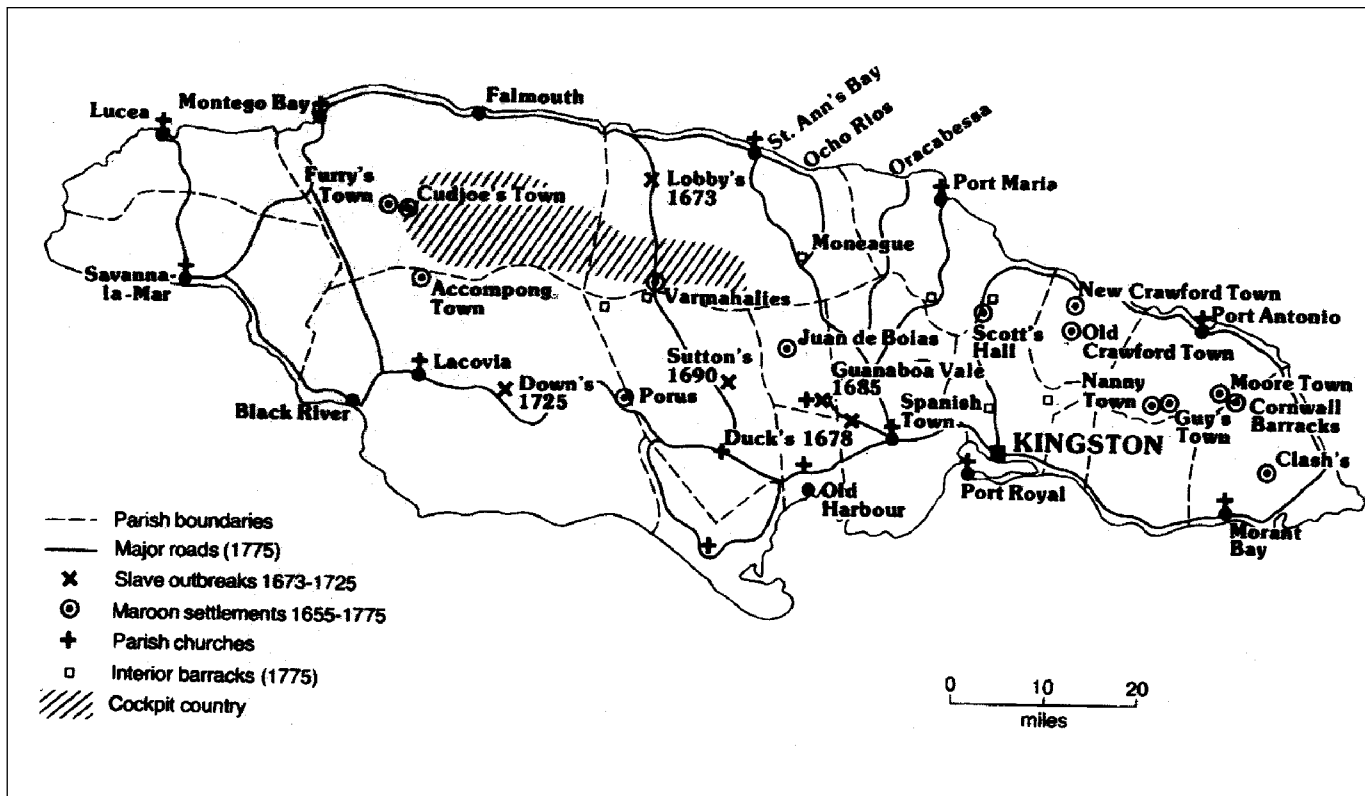 Lucea
Montego Bay
Falmouth
St. Ann's Bay
Ocho Rios
Oracabessa
Port Maria
Furry's
Town
Cudjoe's Town
Lobby's
1673
Moneague
Savanna-
la-Mar
Accompong
Town
Varmahalies
New Crawford Town
Port Antonio
Scott's
Hall
Old
Crawford Town
Juan de Bolas
Sutton's
1690
Guanaboa Vale
1685
Lacovia
Down's
1725
Porus
Black River
Spanish
Town
Nanny
Town
Guy's
Town
Moore Town
Cornwall
Barracks
Duck's 1678
KINGSTON
Clash's
Port Royal
Old
Harbour
Morant
Bay
Parish boundaries
Major roads (1775)
Slave outbreaks 1673-1725
Maroon settlements 1655-1775
Parish churches
Interior barracks (1775)
Cockpit country
0 10 20
miles